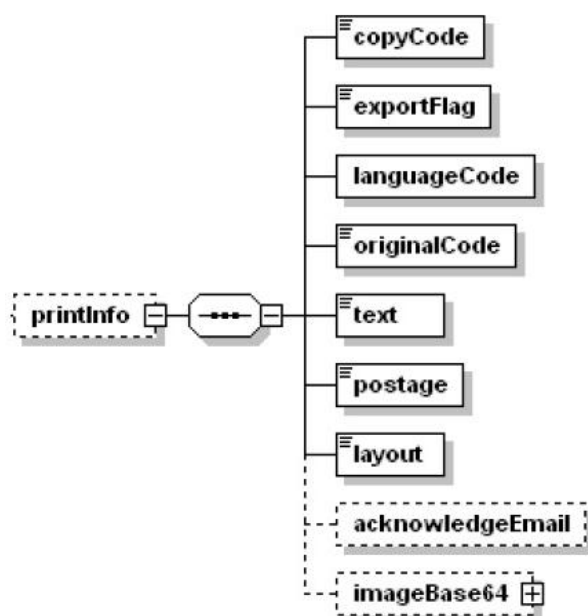 copyCode
exportFlag
languageCode
originalCode
printInfo
text
postage
layout
acknowledgeEmail
imageBase64